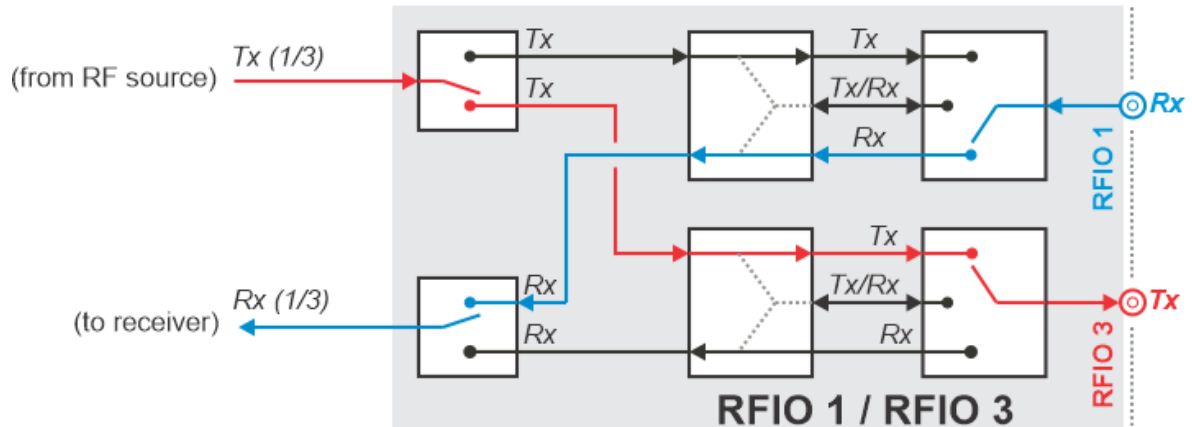 Tx (1/3)
(from RF source)
Tx
Tx
Tx
Tx/Rx
Rx
Rx
RFIO 1
Tx
Tx/Rx
Rx
Tx
RFIO 3
Rx (1/3)
(to receiver)
Rx
Rx
RFIO 1 / RFIO 3